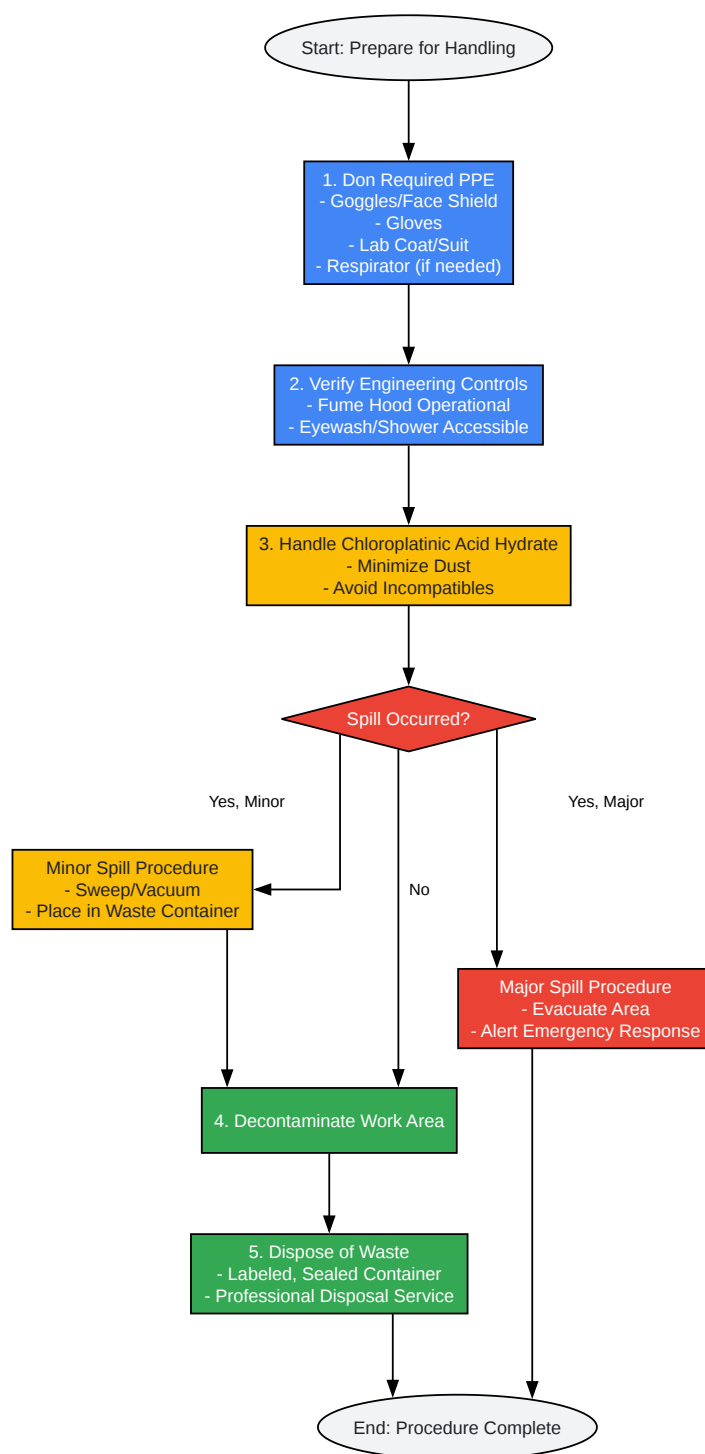 Start: Prepare for Handling
1. Don Required PPE
- Goggles/Face Shield
- Gloves
- Lab Coat/Suit
- Respirator (if needed)
2. Verify Engineering Controls
- Fume Hood Operational
- Eyewash/Shower Accessible
3. Handle Chloroplatinic Acid Hydrate
- Minimize Dust
- Avoid Incompatibles
Spill Occurred?
Yes, Minor
Yes, Major
Minor Spill Procedure
- Sweep/Vacuum
- Place in Waste Container
No
Major Spill Procedure
- Evacuate Area
- Alert Emergency Response
4. Decontaminate Work Area
5. Dispose of Waste
- Labeled, Sealed Container
- Professional Disposal Service
End: Procedure Complete